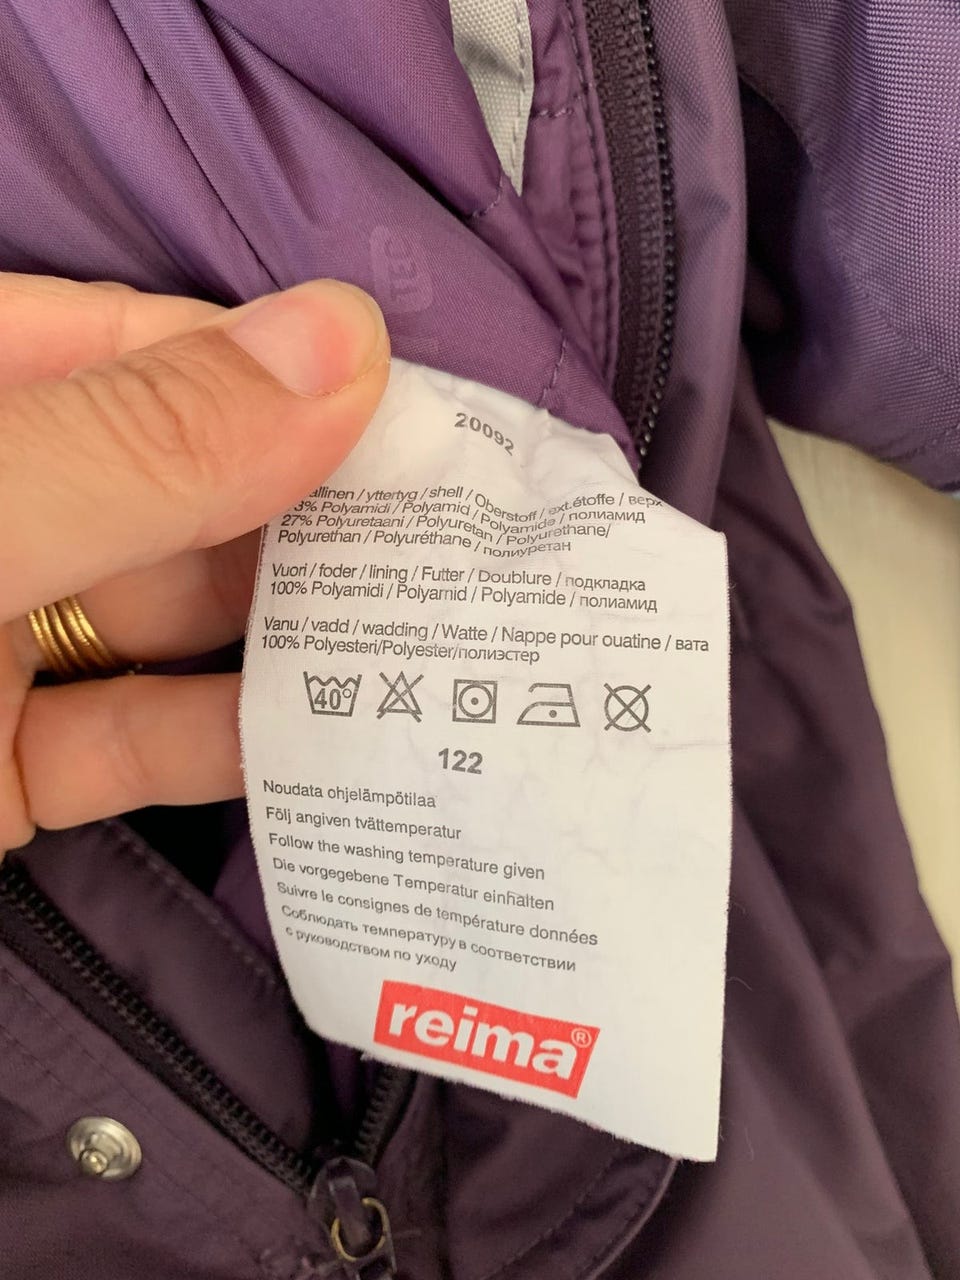 20092
allinen / yttertyg / shell / Oberstoff / ext.étoffe / верх
3% Polyamidi / Polyamid / Polyamide / полиамид
27% Polyuretaani / Polyuretan / Polyurethane/
Polyurethan / Polyuréthane / полиуретан
Vuori / foder / lining / Futter / Doublure / подкладка
100% Polyamidi / Polyamid / Polyamide / полиамид
Vanu / vadd / wadding / Watte / Nappe pour ouatine / вата
100% Polyesteri/Polyester/полиэстер
40°
122
Noudata ohjelämpötilaa
Följ angiven tvättemperatur
Follow the washing temperature given
Die vorgegebene Temperatur einhalten
Suivre le consignes de température données
Соблюдать температуру в соответствии
с руководством по уходу
reima®